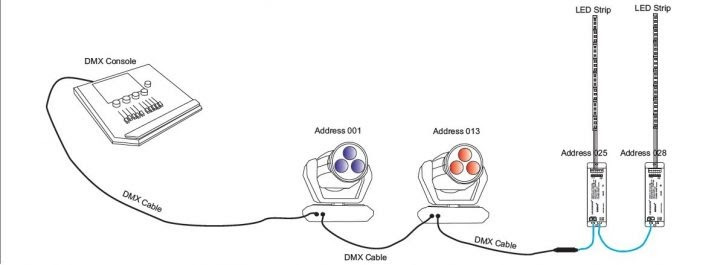 LED Strip
LED Strip
DMX Console
Address 001
Address 013
Address 025
Address 028
DMX Cable
DMX Cable
DMX Cable